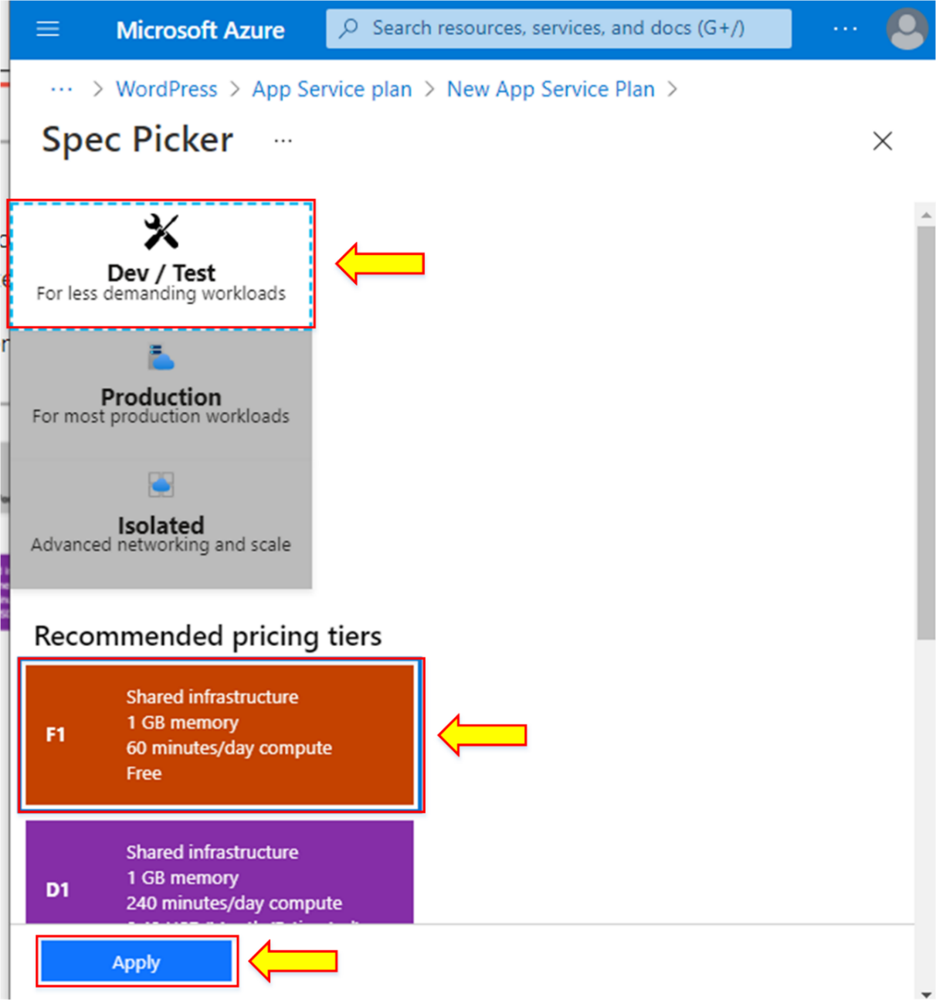 Microsoft Azure
Search resources, services, and docs (G+/)
...
... > WordPress > App Service plan > New App Service Plan >
Spec Picker ...
Dev / Test
For less demanding workloads
Production
For most production workloads
Isolated
Advanced networking and scale
Recommended pricing tiers
F1
Shared infrastructure
1 GB memory
60 minutes/day compute
Free
D1
Shared infrastructure
1 GB memory
240 minutes/day compute
Apply